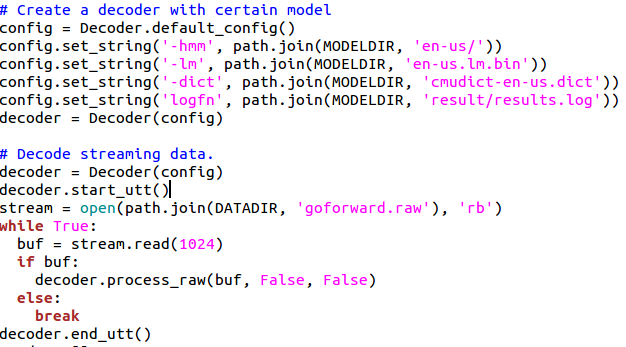 # Create a decoder with certain model
config = Decoder.default_config()
config.set_string('-hmm', path.join(MODELDIR, 'en-us/'))
config.set_string('-lm', path.join(MODELDIR, 'en-us.lm.bin'))
config.set_string('-dict', path.join(MODELDIR, 'cmudict-en-us.dict'))
config.set_string('logfn', path.join(MODELDIR, 'result/results.log'))
decoder = Decoder(config)

# Decode streaming data.
decoder = Decoder(config)
decoder.start_utt()
stream = open(path.join(DATADIR, 'goforward.raw'), 'rb')
while True:
  buf = stream.read(1024)
  if buf:
    decoder.process_raw(buf, False, False)
  else:
    break
decoder.end_utt()